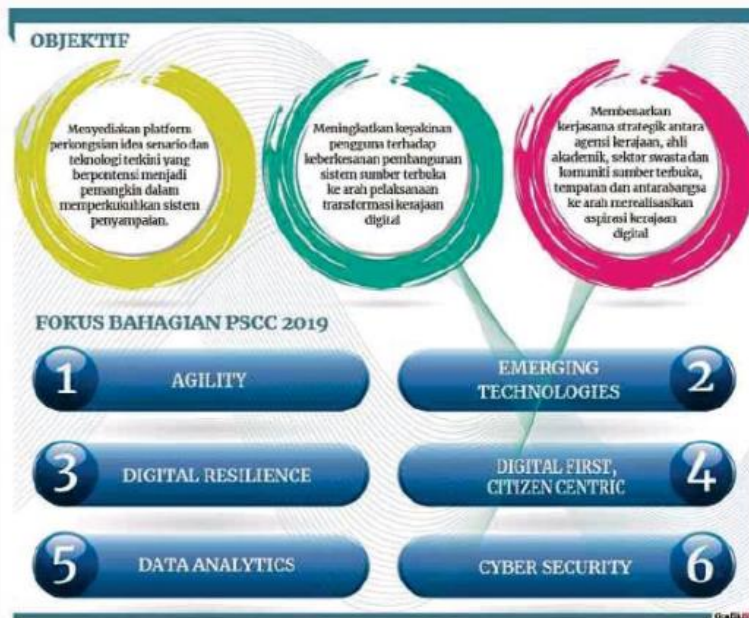 OBJEKTIF
Menyediakan platform
perkongsian idea senario dan
teknologi terkini yang
berpotensi menjadi
pemangkin dalam
memperkukuhkan sistem
penyampaian.
Meningkatkan keyakinan
pengguna terhadap
keberkesanan pembangunan
sistem sumber terbuka
ke arah pelaksanaan
transformasi kerajaan
digital
Membenarkan
kerjasama strategik antara
agensi kerajaan, ahli
akademik, sektor swasta dan
komuniti sumber terbuka,
tempatan dan antarabangsa
ke arah merealisasikan
aspirasi kerajaan
digital
FOKUS BAHAGIAN PSCC 2019
1 AGILITY
EMERGING
TECHNOLOGIES 2
3 DIGITAL RESILIENCE
DIGITAL FIRST,
CITIZEN CENTRIC 4
5 DATA ANALYTICS
CYBER SECURITY 6